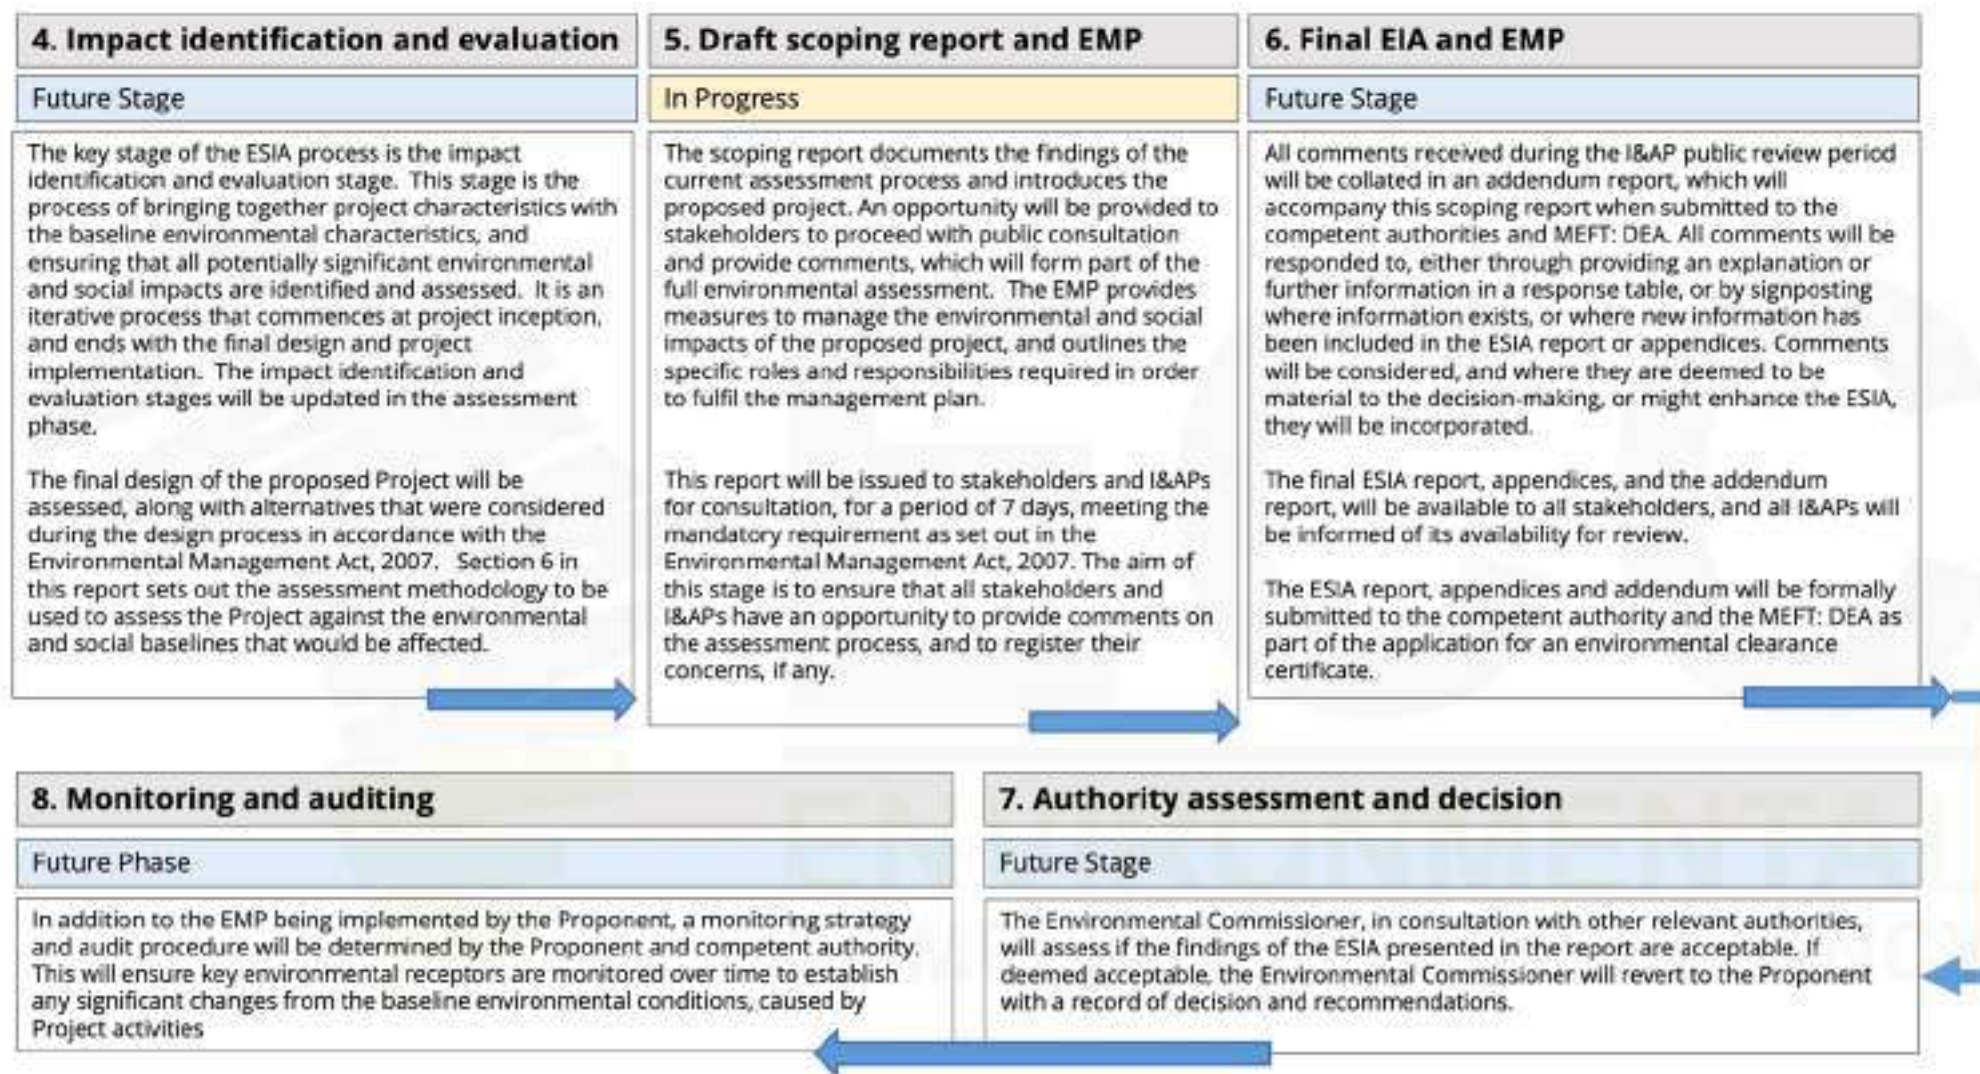 4. Impact identification and evaluation
Future Stage
The key stage of the ESIA process is the impact
identification and evaluation stage. This stage is the
process of bringing together project characteristics with
the baseline environmental characteristics, and
ensuring that all potentially significant environmental
and social impacts are identified and assessed. It is an
iterative process that commences at project inception,
and ends with the final design and project
implementation. The impact identification and
evaluation stages will be updated in the assessment
phase.
The final design of the proposed Project will be
assessed, along with alternatives that were considered
during the design process in accordance with the
Environmental Management Act, 2007. Section 6 in
this report sets out the assessment methodology to be
used to assess the Project against the environmental
and social baselines that would be affected.
5. Draft scoping report and EMP
In Progress
The scoping report documents the findings of the
current assessment process and introduces the
proposed project. An opportunity will be provided to
stakeholders to proceed with public consultation
and provide comments, which will form part of the
full environmental assessment. The EMP provides
measures to manage the environmental and social
impacts of the proposed project, and outlines the
specific roles and responsibilities required in order
to fulfil the management plan.
This report will be issued to stakeholders and I&APs
for consultation, for a period of 7 days, meeting the
mandatory requirement as set out in the
Environmental Management Act, 2007. The aim of
this stage is to ensure that all stakeholders and
I&APs have an opportunity to provide comments on
the assessment process, and to register their
concerns, if any.
6. Final EIA and EMP
Future Stage
All comments received during the I&AP public review period
will be collated in an addendum report, which will
accompany this scoping report when submitted to the
competent authorities and MEFT: DEA. All comments will be
responded to, either through providing an explanation or
further information in a response table, or by signposting
where information exists, or where new information has
been included in the ESIA report or appendices. Comments
will be considered, and where they are deemed to be
material to the decision-making, or might enhance the ESIA,
they will be incorporated.
The final ESIA report, appendices, and the addendum
report, will be available to all stakeholders, and all I&APs will
be informed of its availability for review.
The ESIA report, appendices and addendum will be formally
submitted to the competent authority and the MEFT: DEA as
part of the application for an environmental clearance
certificate.
7. Authority assessment and decision
Future Stage
The Environmental Commissioner, in consultation with other relevant authorities,
will assess if the findings of the ESIA presented in the report are acceptable. If
deemed acceptable, the Environmental Commissioner will revert to the Proponent
with a record of decision and recommendations.
8. Monitoring and auditing
Future Phase
In addition to the EMP being implemented by the Proponent, a monitoring strategy
and audit procedure will be determined by the Proponent and competent authority.
This will ensure key environmental receptors are monitored over time to establish
any significant changes from the baseline environmental conditions, caused by
Project activities